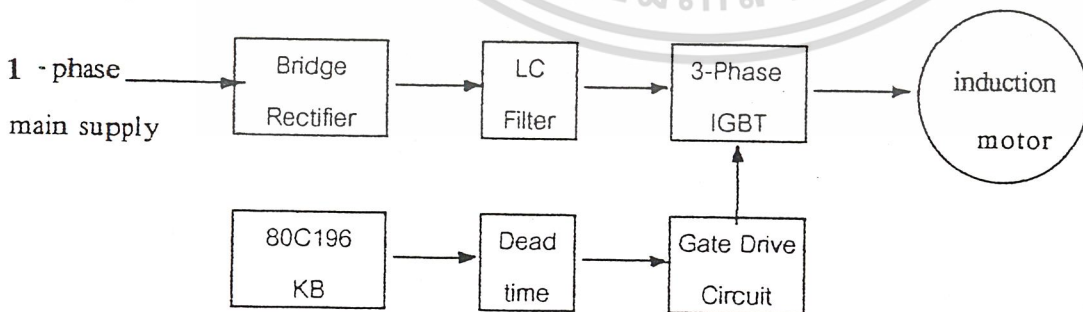 1 - phase
main supply
Bridge
Rectifier
LC
Filter
3-Phase
IGBT
induction
motor
80C196
KB
Dead
time
Gate Drive
Circuit